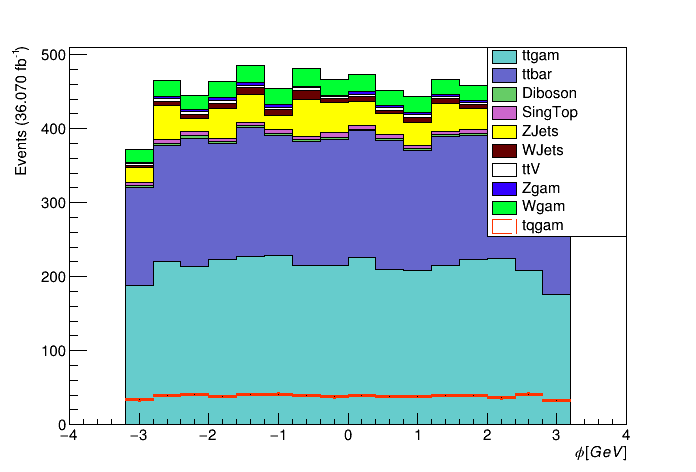 Events (36.070 fb⁻¹)
500
400
300
200
100
0
ttgam
ttbar
Diboson
SingTop
ZJets
WJets
ttV
Zgam
Wgam
tqgam
−4 −3 −2 −1 0 1 2 3 4
ϕ[GeV]